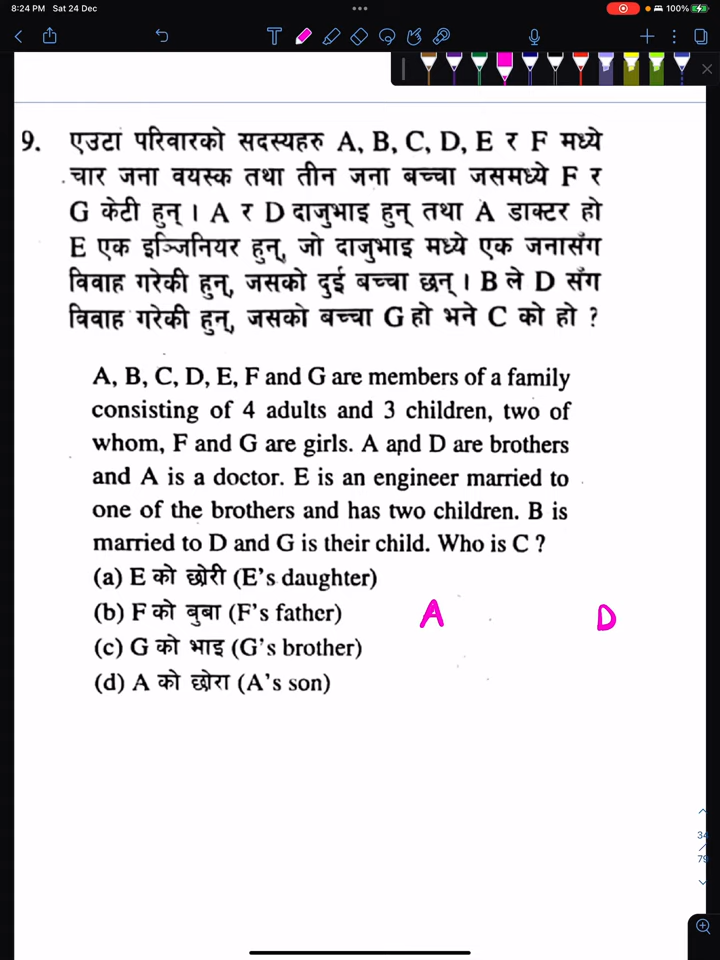 8:24 PM Sat 24 Dec
100%
9. एउटा परिवारको सदस्यहरु A, B, C, D, E र F मध्ये
चार जना वयस्क तथा तीन जना बच्चा जसमध्ये F र
G केटी हुन् । A र D दाजुभाइ हुन् तथा A डाक्टर हो
E एक इञ्जिनियर हुन्, जो दाजुभाइ मध्ये एक जनासँग
विवाह गरेकी हुन्, जसको दुई बच्चा छन् । B ले D सँग
विवाह गरेकी हुन्, जसको बच्चा G हो भने C को हो ?
A, B, C, D, E, F and G are members of a family
consisting of 4 adults and 3 children, two of
whom, F and G are girls. A and D are brothers
and A is a doctor. E is an engineer married to
one of the brothers and has two children. B is
married to D and G is their child. Who is C ?
(a) E को छोरी (E's daughter)
(b) F को बुबा (F's father)
A D
(c) G को भाइ (G's brother)
(d) A को छोरा (A's son)
34
/
79